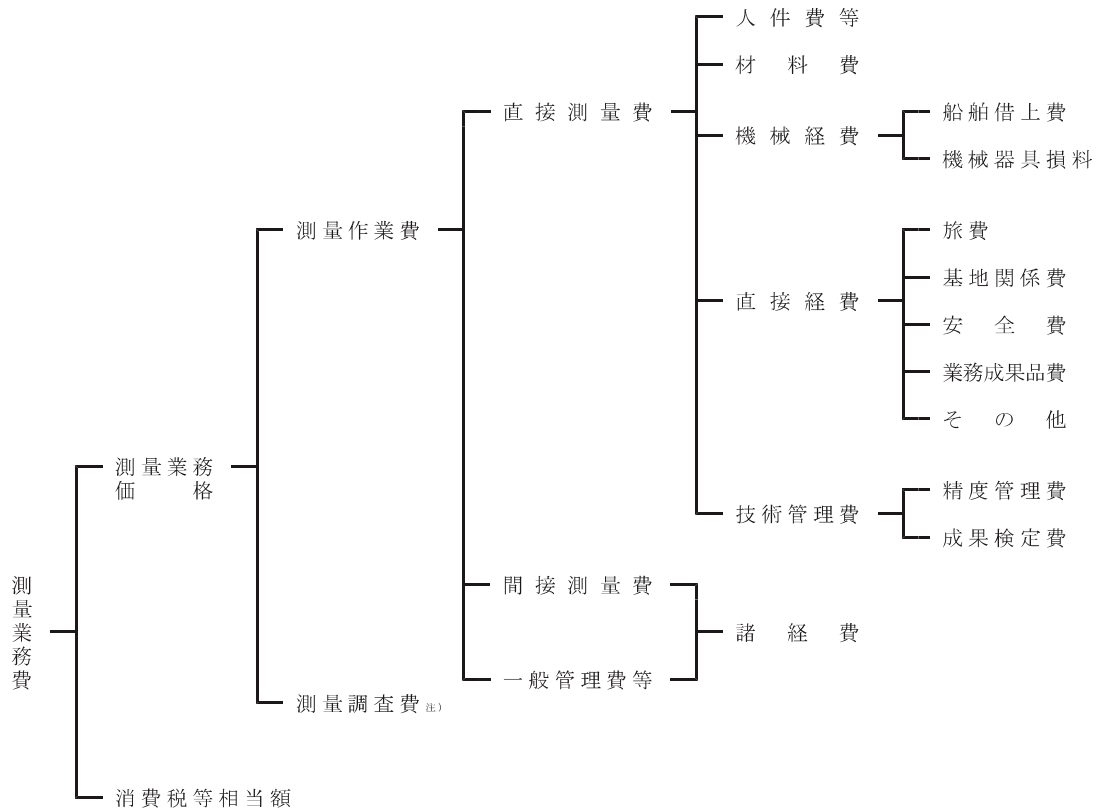 人件費等
材料費
直接測量費
船舶借上費
機械経費
機械器具損料
測量作業費
旅費
基地関係費
直接経費
安全費
業務成果品費
その他
測量業務
価格
精度管理費
技術管理費
成果検定費
測量業務費
間接測量費
諸経費
一般管理費等
測量調査費注）
消費税等相当額